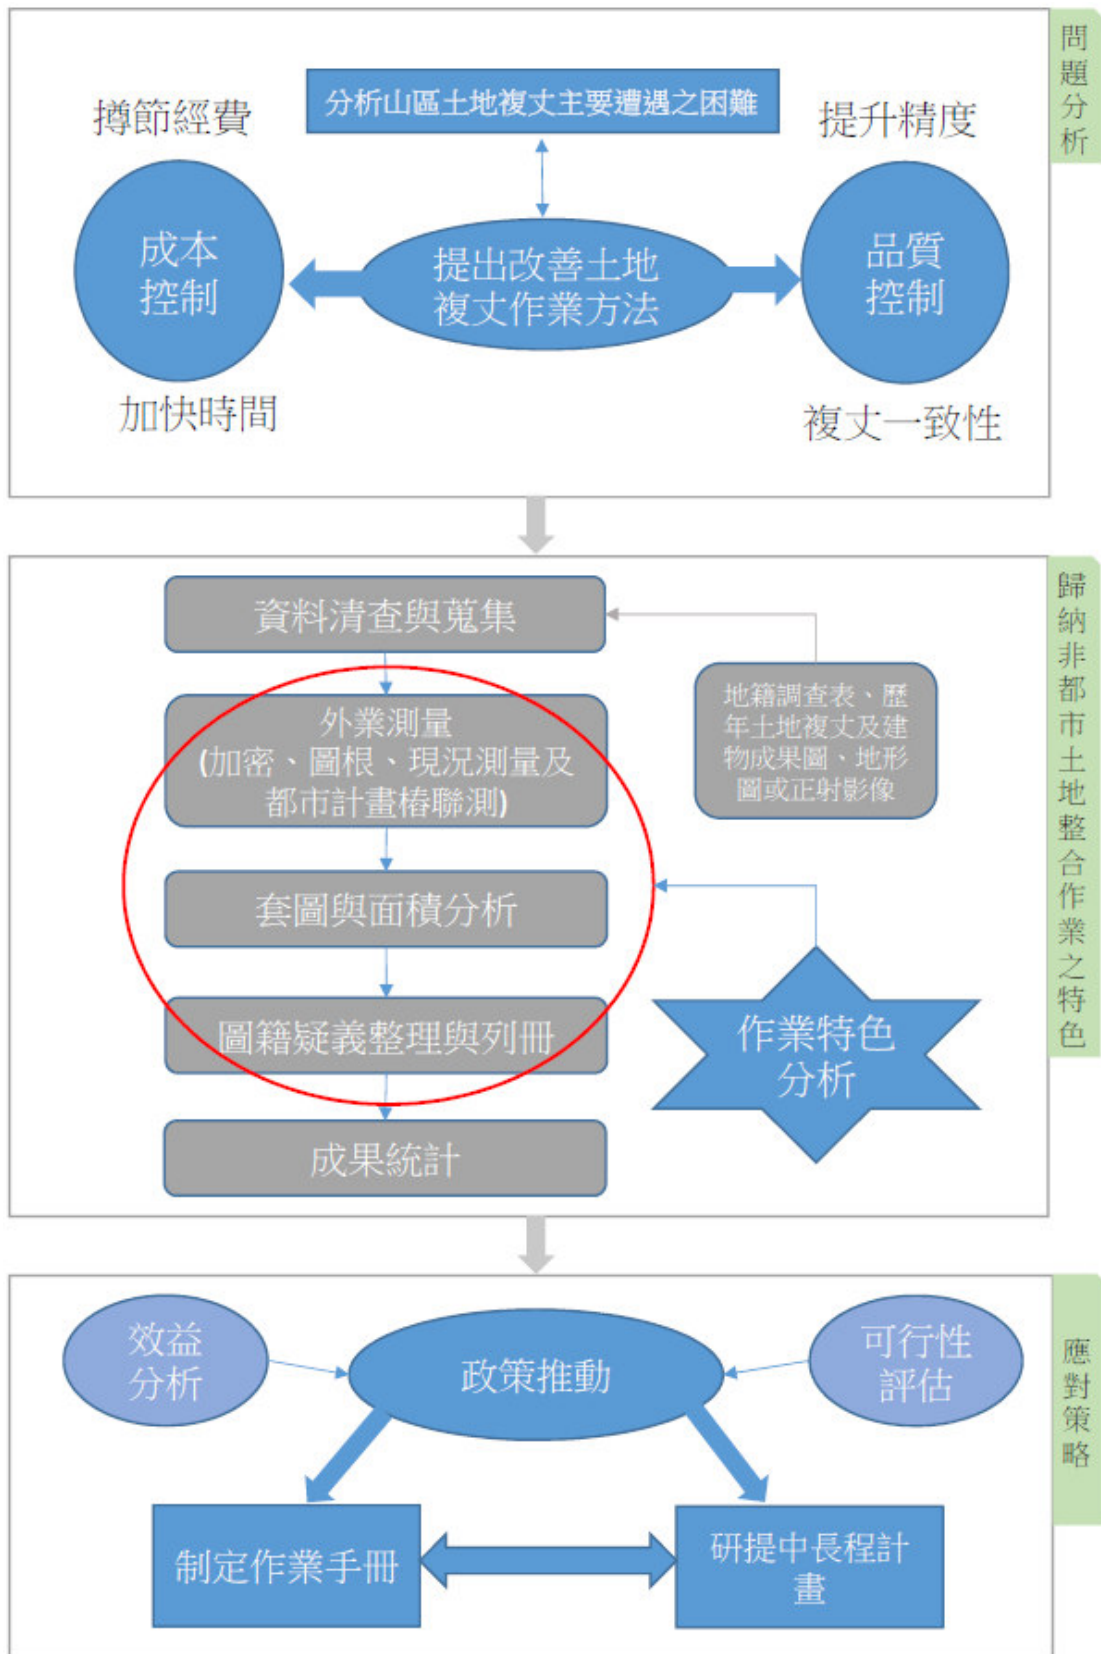 問題分析
分析山區土地複丈主要遭遇之困難
撙節經費
提升精度
成本
控制
提出改善土地
複丈作業方法
品質
控制
加快時間
複丈一致性
歸納非都市土地整合作業之特色
資料清查與蒐集
地籍調查表、歷
年土地複丈及建
物成果圖、地形
圖或正射影像
外業測量
(加密、圖根、現況測量及
都市計畫樁聯測)
套圖與面積分析
圖籍疑義整理與列冊
作業特色
分析
成果統計
應對策略
效益
分析
政策推動
可行性
評估
制定作業手冊
研提中長程計
畫